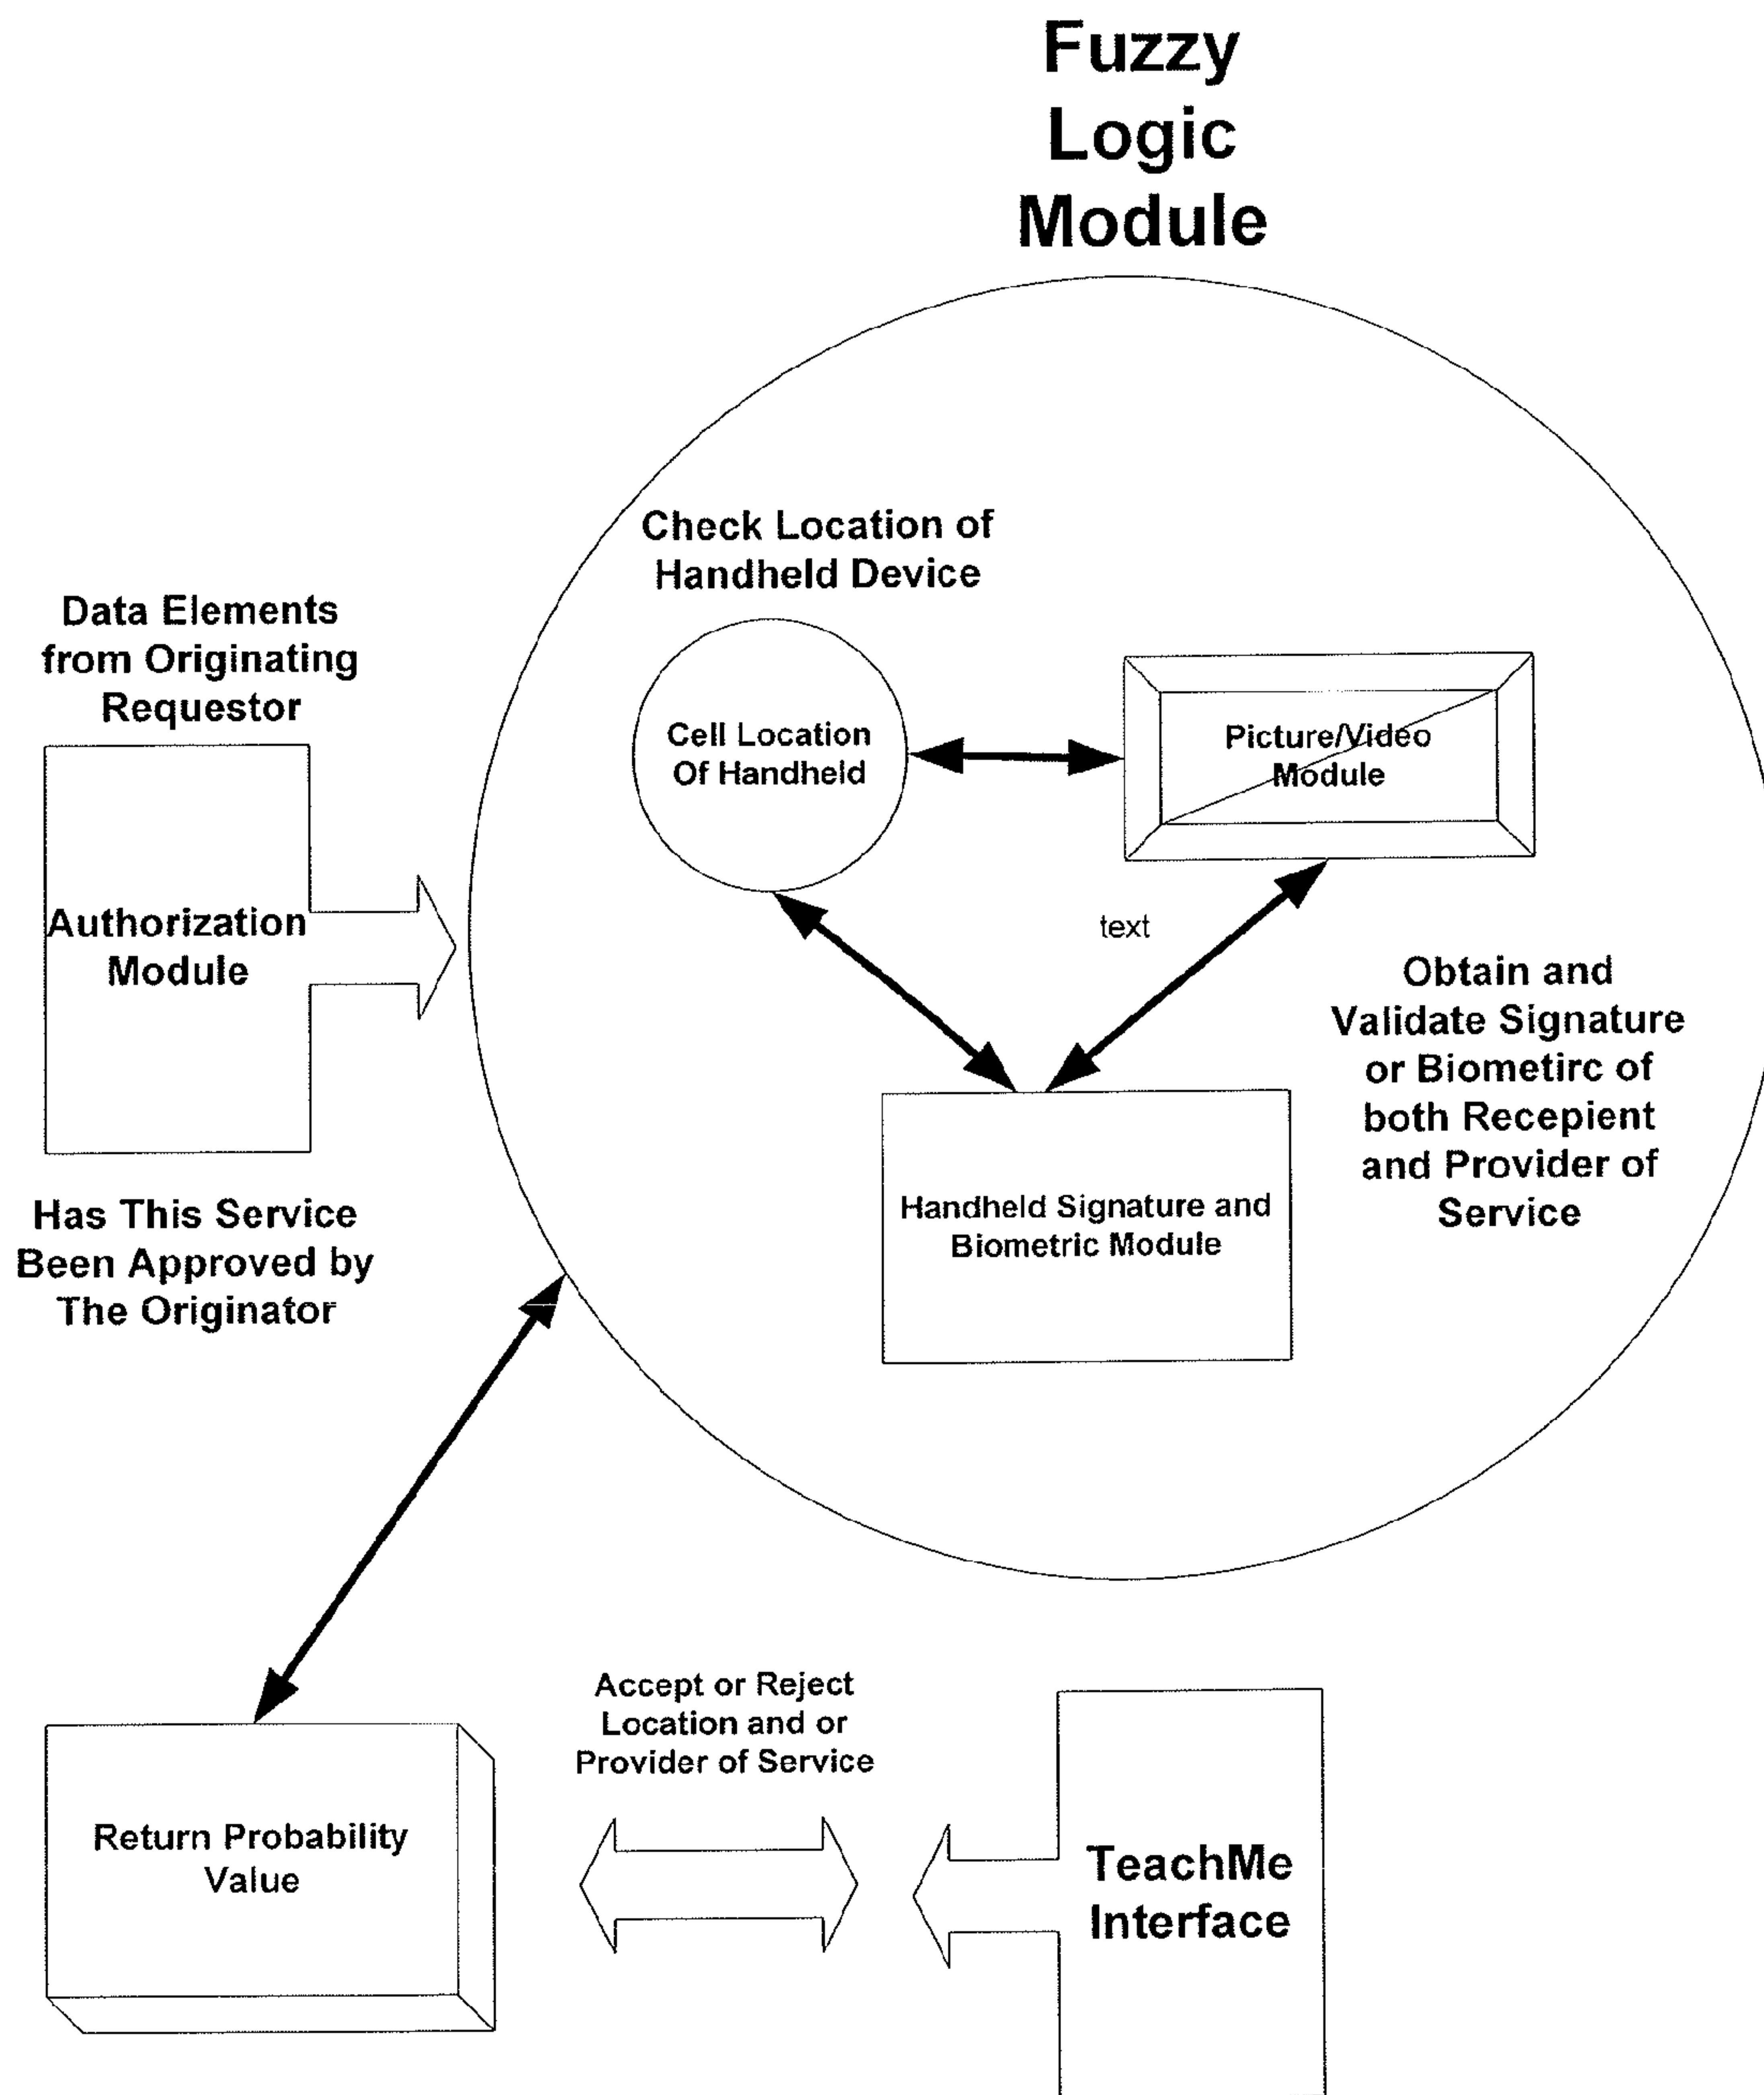 Fuzzy
Logic
Module
Check Location of
Handheld Device
Data Elements
from Originating
Requestor
Cell Location
Of Handheld
Picture/Video
Module
Authorization
Module
text
Obtain and
Validate Signature
or Biometirc of
both Recepient
and Provider of
Service
Handheld Signature and
Biometric Module
Has This Service
Been Approved by
The Originator
Accept or Reject
Location and or
Provider of Service
Return Probability
Value
TeachMe
Interface